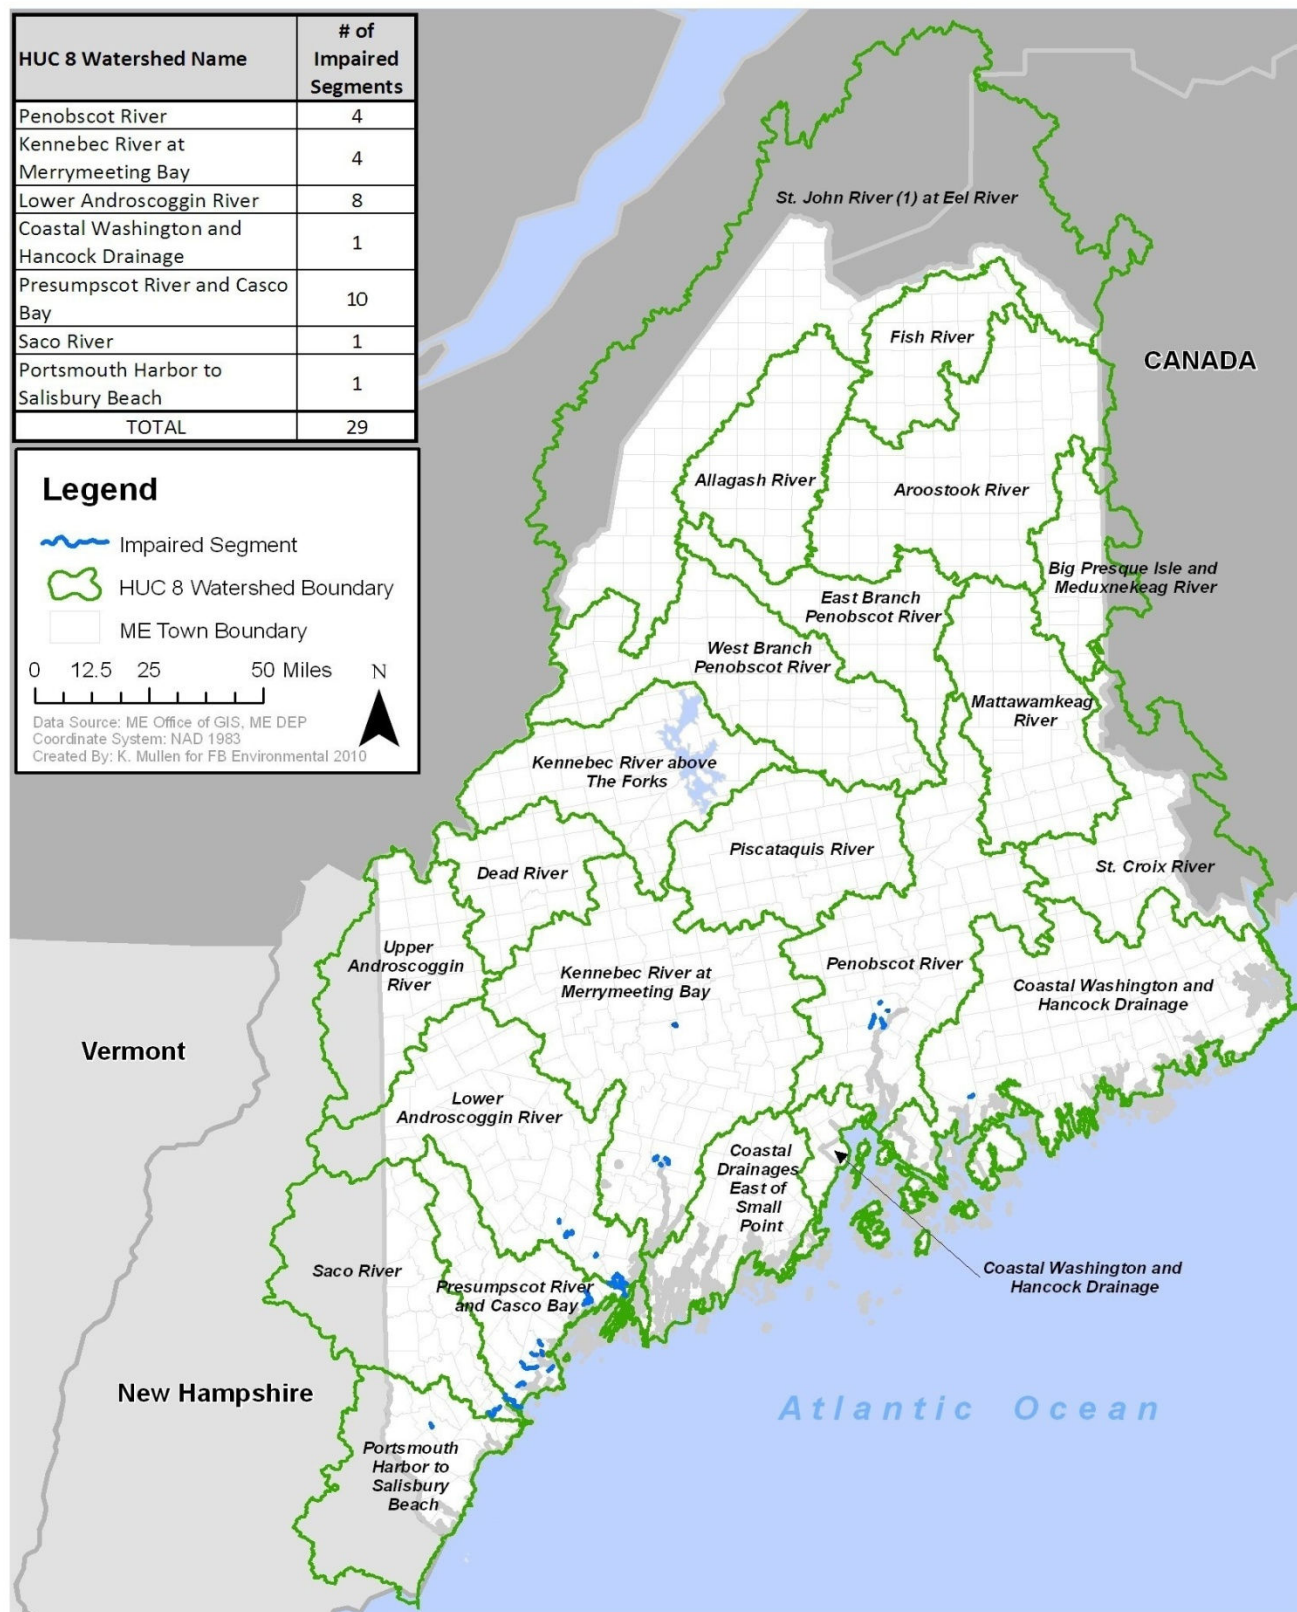 HUC 8 Watershed Name
# of
Impaired
Segments
Penobscot River 4
Kennebec River at
Merrymeeting Bay 4
Lower Androscoggin River 8
Coastal Washington and
Hancock Drainage 1
Presumpscot River and Casco
Bay 10
Saco River 1
Portsmouth Harbor to
Salisbury Beach 1
TOTAL 29
Legend
Impaired Segment
HUC 8 Watershed Boundary
ME Town Boundary
0 12.5 25 50 Miles N
Data Source: ME Office of GIS, ME DEP
Coordinate System: NAD 1983
Created By: K. Mullen for FB Environmental 2010
St. John River (1) at Eel River
Fish River
CANADA
Allagash River
Aroostook River
Big Presque Isle and
Meduxnekeag River
East Branch
Penobscot River
West Branch
Penobscot River
Mattawamkeag
River
Kennebec River above
The Forks
Piscataquis River
Dead River
St. Croix River
Upper
Androscoggin
River
Kennebec River at
Merrymeeting Bay
Penobscot River
Coastal Washington and
Hancock Drainage
Vermont
Lower
Androscoggin River
Coastal
Drainages
East of
Small
Point
Saco River
Coastal Washington and
Hancock Drainage
Presumpscot River
and Casco Bay
New Hampshire
Atlantic Ocean
Portsmouth
Harbor to
Salisbury
Beach